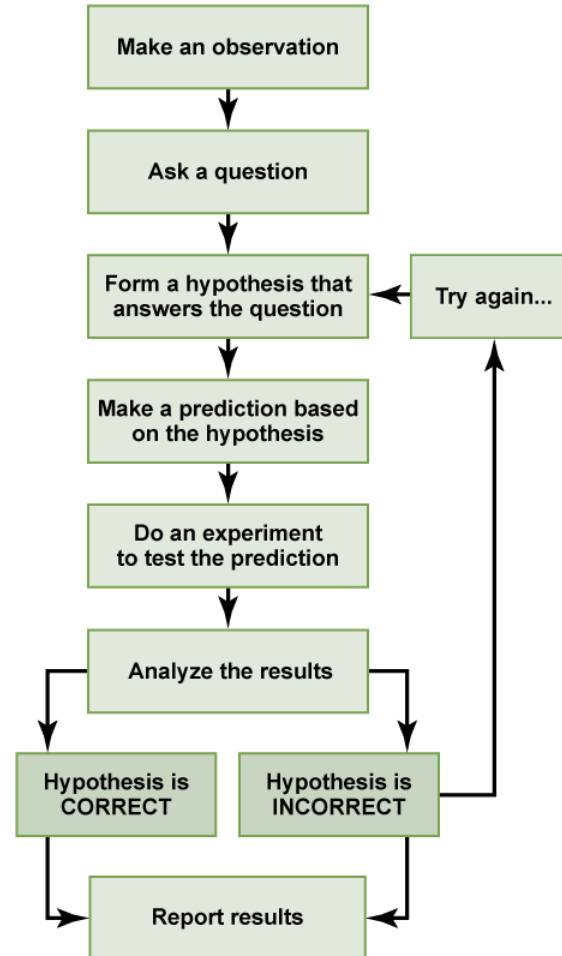 Make an observation
Ask a question
Form a hypothesis that
answers the question
Try again...
Make a prediction based
on the hypothesis
Do an experiment
to test the prediction
Analyze the results
Hypothesis is
CORRECT
Hypothesis is
INCORRECT
Report results